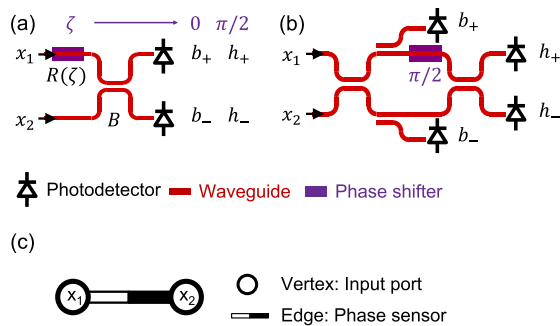 (a) ζ 0 π/2
x₁ R(ζ) b₊ h₊
x₂ B b₋ h₋
(b) b₊
x₁ π/2 h₊
x₂ h₋
b₋
Photodetector Waveguide Phase shifter
(c)
X₁ X₂
Vertex: Input port
Edge: Phase sensor